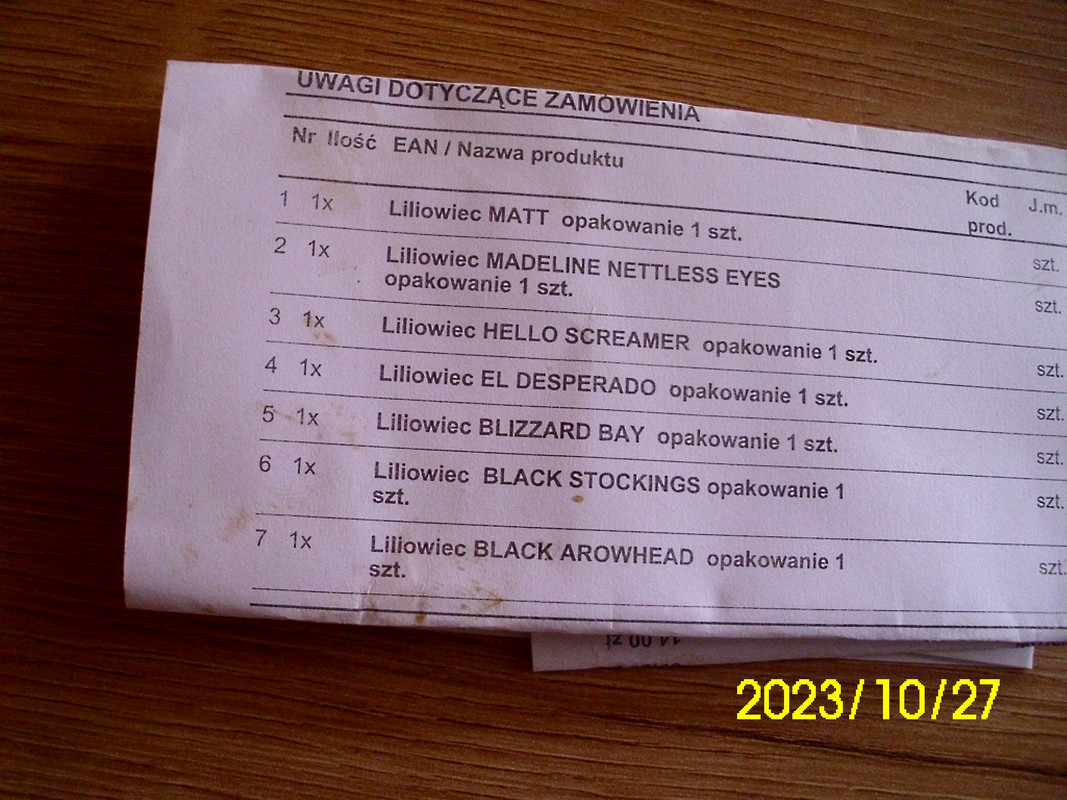 UWAGI DOTYCZĄCE ZAMÓWIENIA
Nr Ilość EAN / Nazwa produktu Kod prod. J.m.
1 1x Liliowiec MATT opakowanie 1 szt. szt.
2 1x Liliowiec MADELINE NETTLESS EYES szt.
opakowanie 1 szt.
3 1x Liliowiec HELLO SCREAMER opakowanie 1 szt. szt.
4 1x Liliowiec EL DESPERADO opakowanie 1 szt. szt.
5 1x Liliowiec BLIZZARD BAY opakowanie 1 szt. szt.
6 1x Liliowiec BLACK STOCKINGS opakowanie 1 szt.
szt.
7 1x Liliowiec BLACK AROWHEAD opakowanie 1 szt.
szt.
14 00 zł
2023/10/27